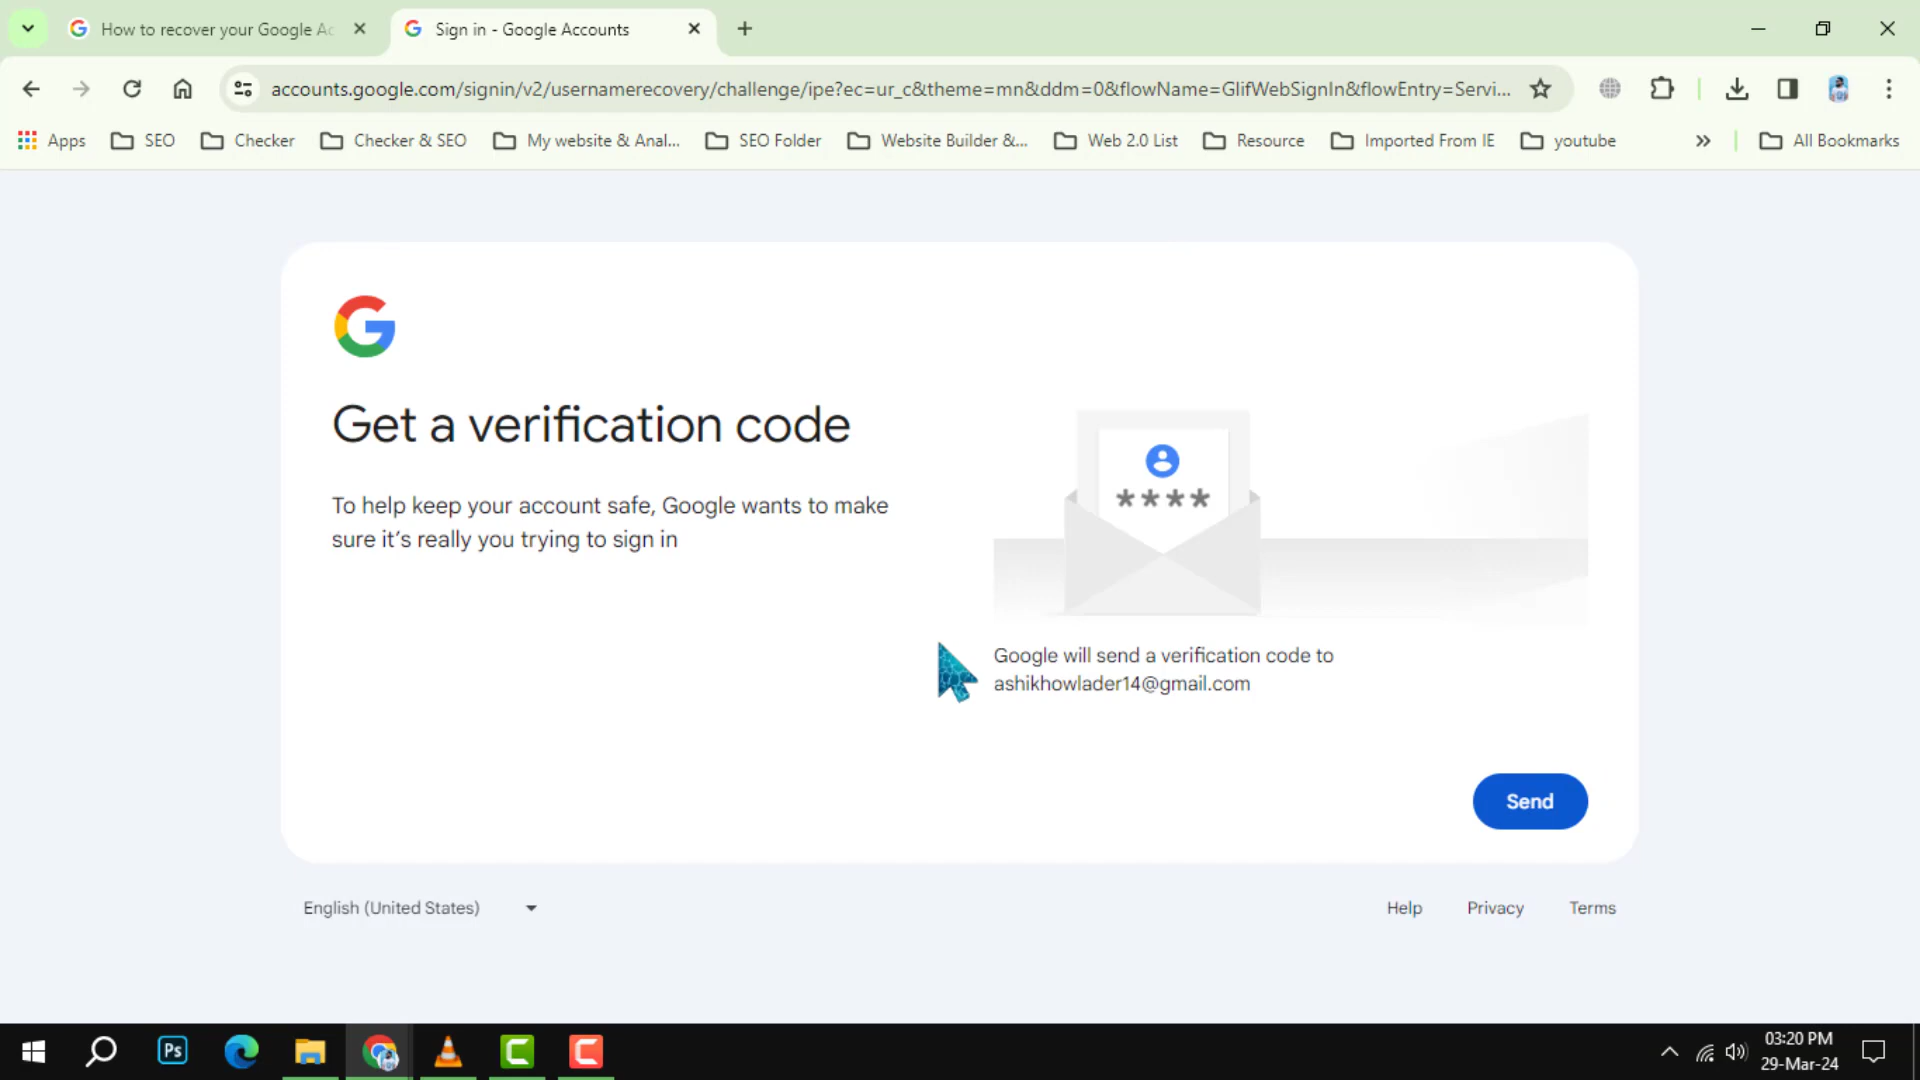 How to recover your Google Ac
Sign in - Google Accounts
accounts.google.com/signin/v2/usernamerecovery/challenge/ipe?ec=ur_c&theme=mn&ddm=0&flowName=GlifWebSignIn&flowEntry=Servi...
Apps
SEO
Checker
Checker & SEO
My website & Anal...
SEO Folder
Website Builder &...
Web 2.0 List
Resource
Imported From IE
youtube
All Bookmarks
Get a verification code
To help keep your account safe, Google wants to make
sure it’s really you trying to sign in
****
Google will send a verification code to
ashikhowlader14@gmail.com
Send
English (United States)
Help
Privacy
Terms
Ps
03:20 PM
29-Mar-24